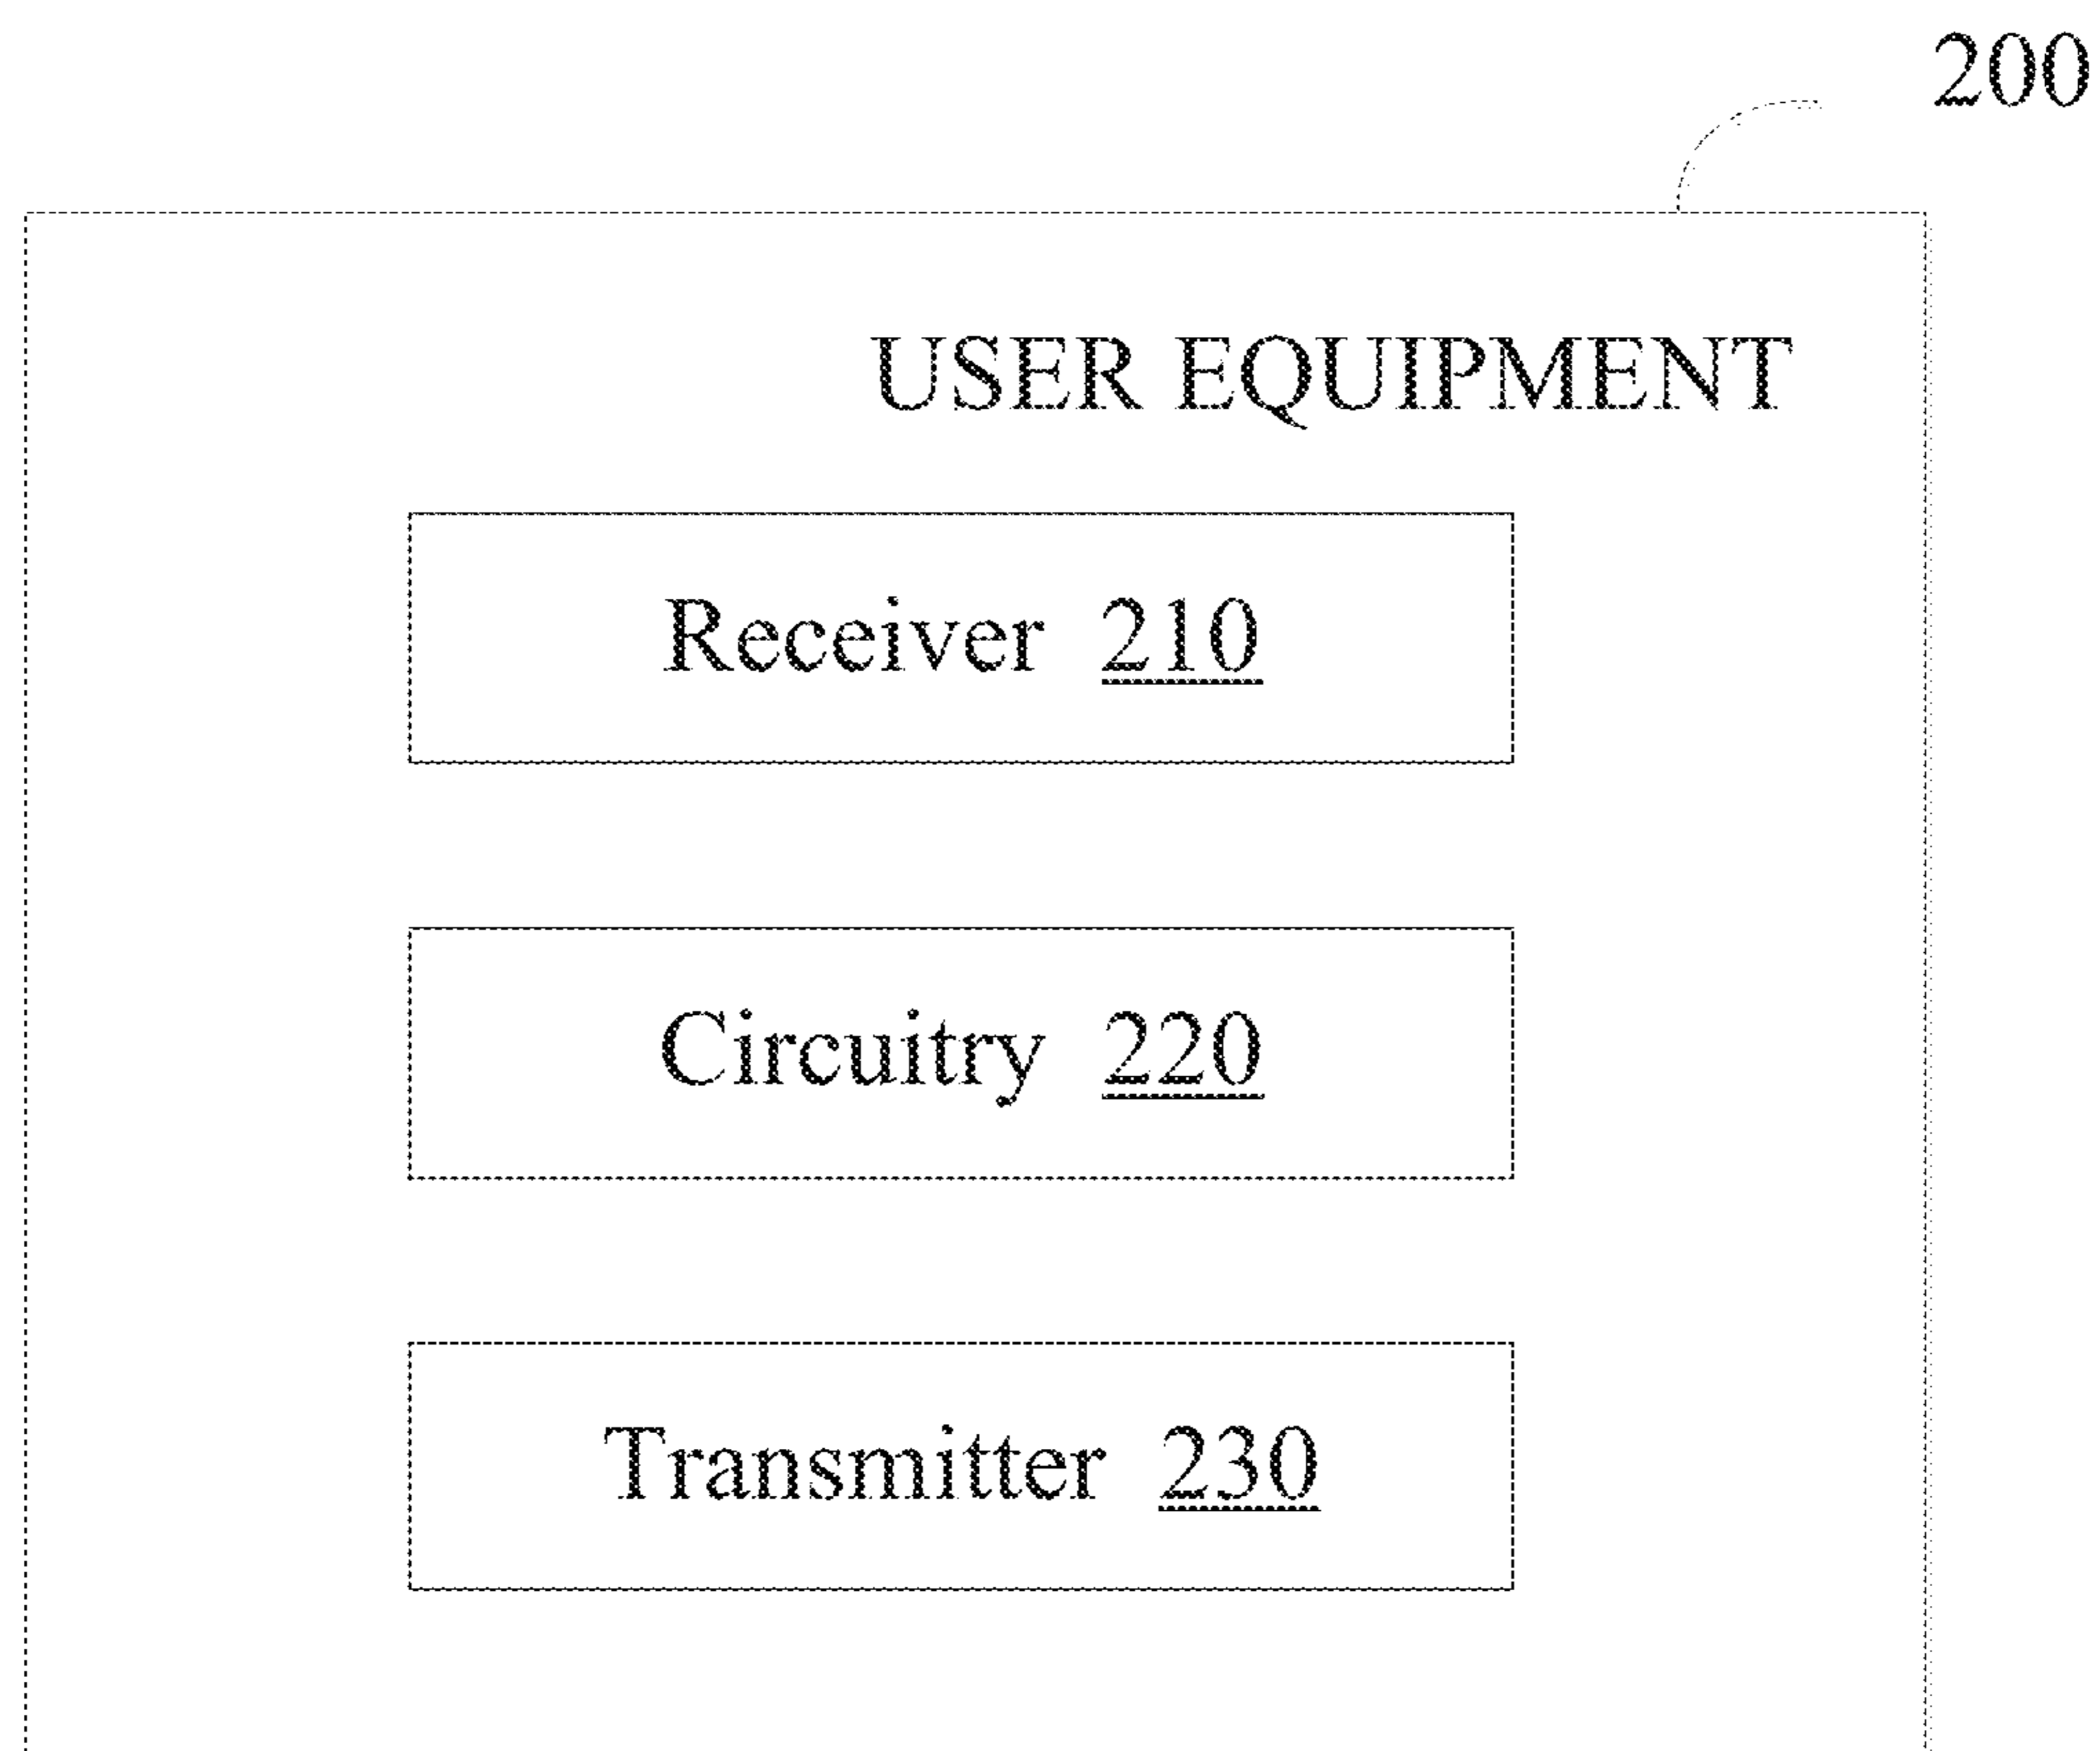 200
USER EQUIPMENT
Receiver 210
Circuitry 220
Transmitter 230